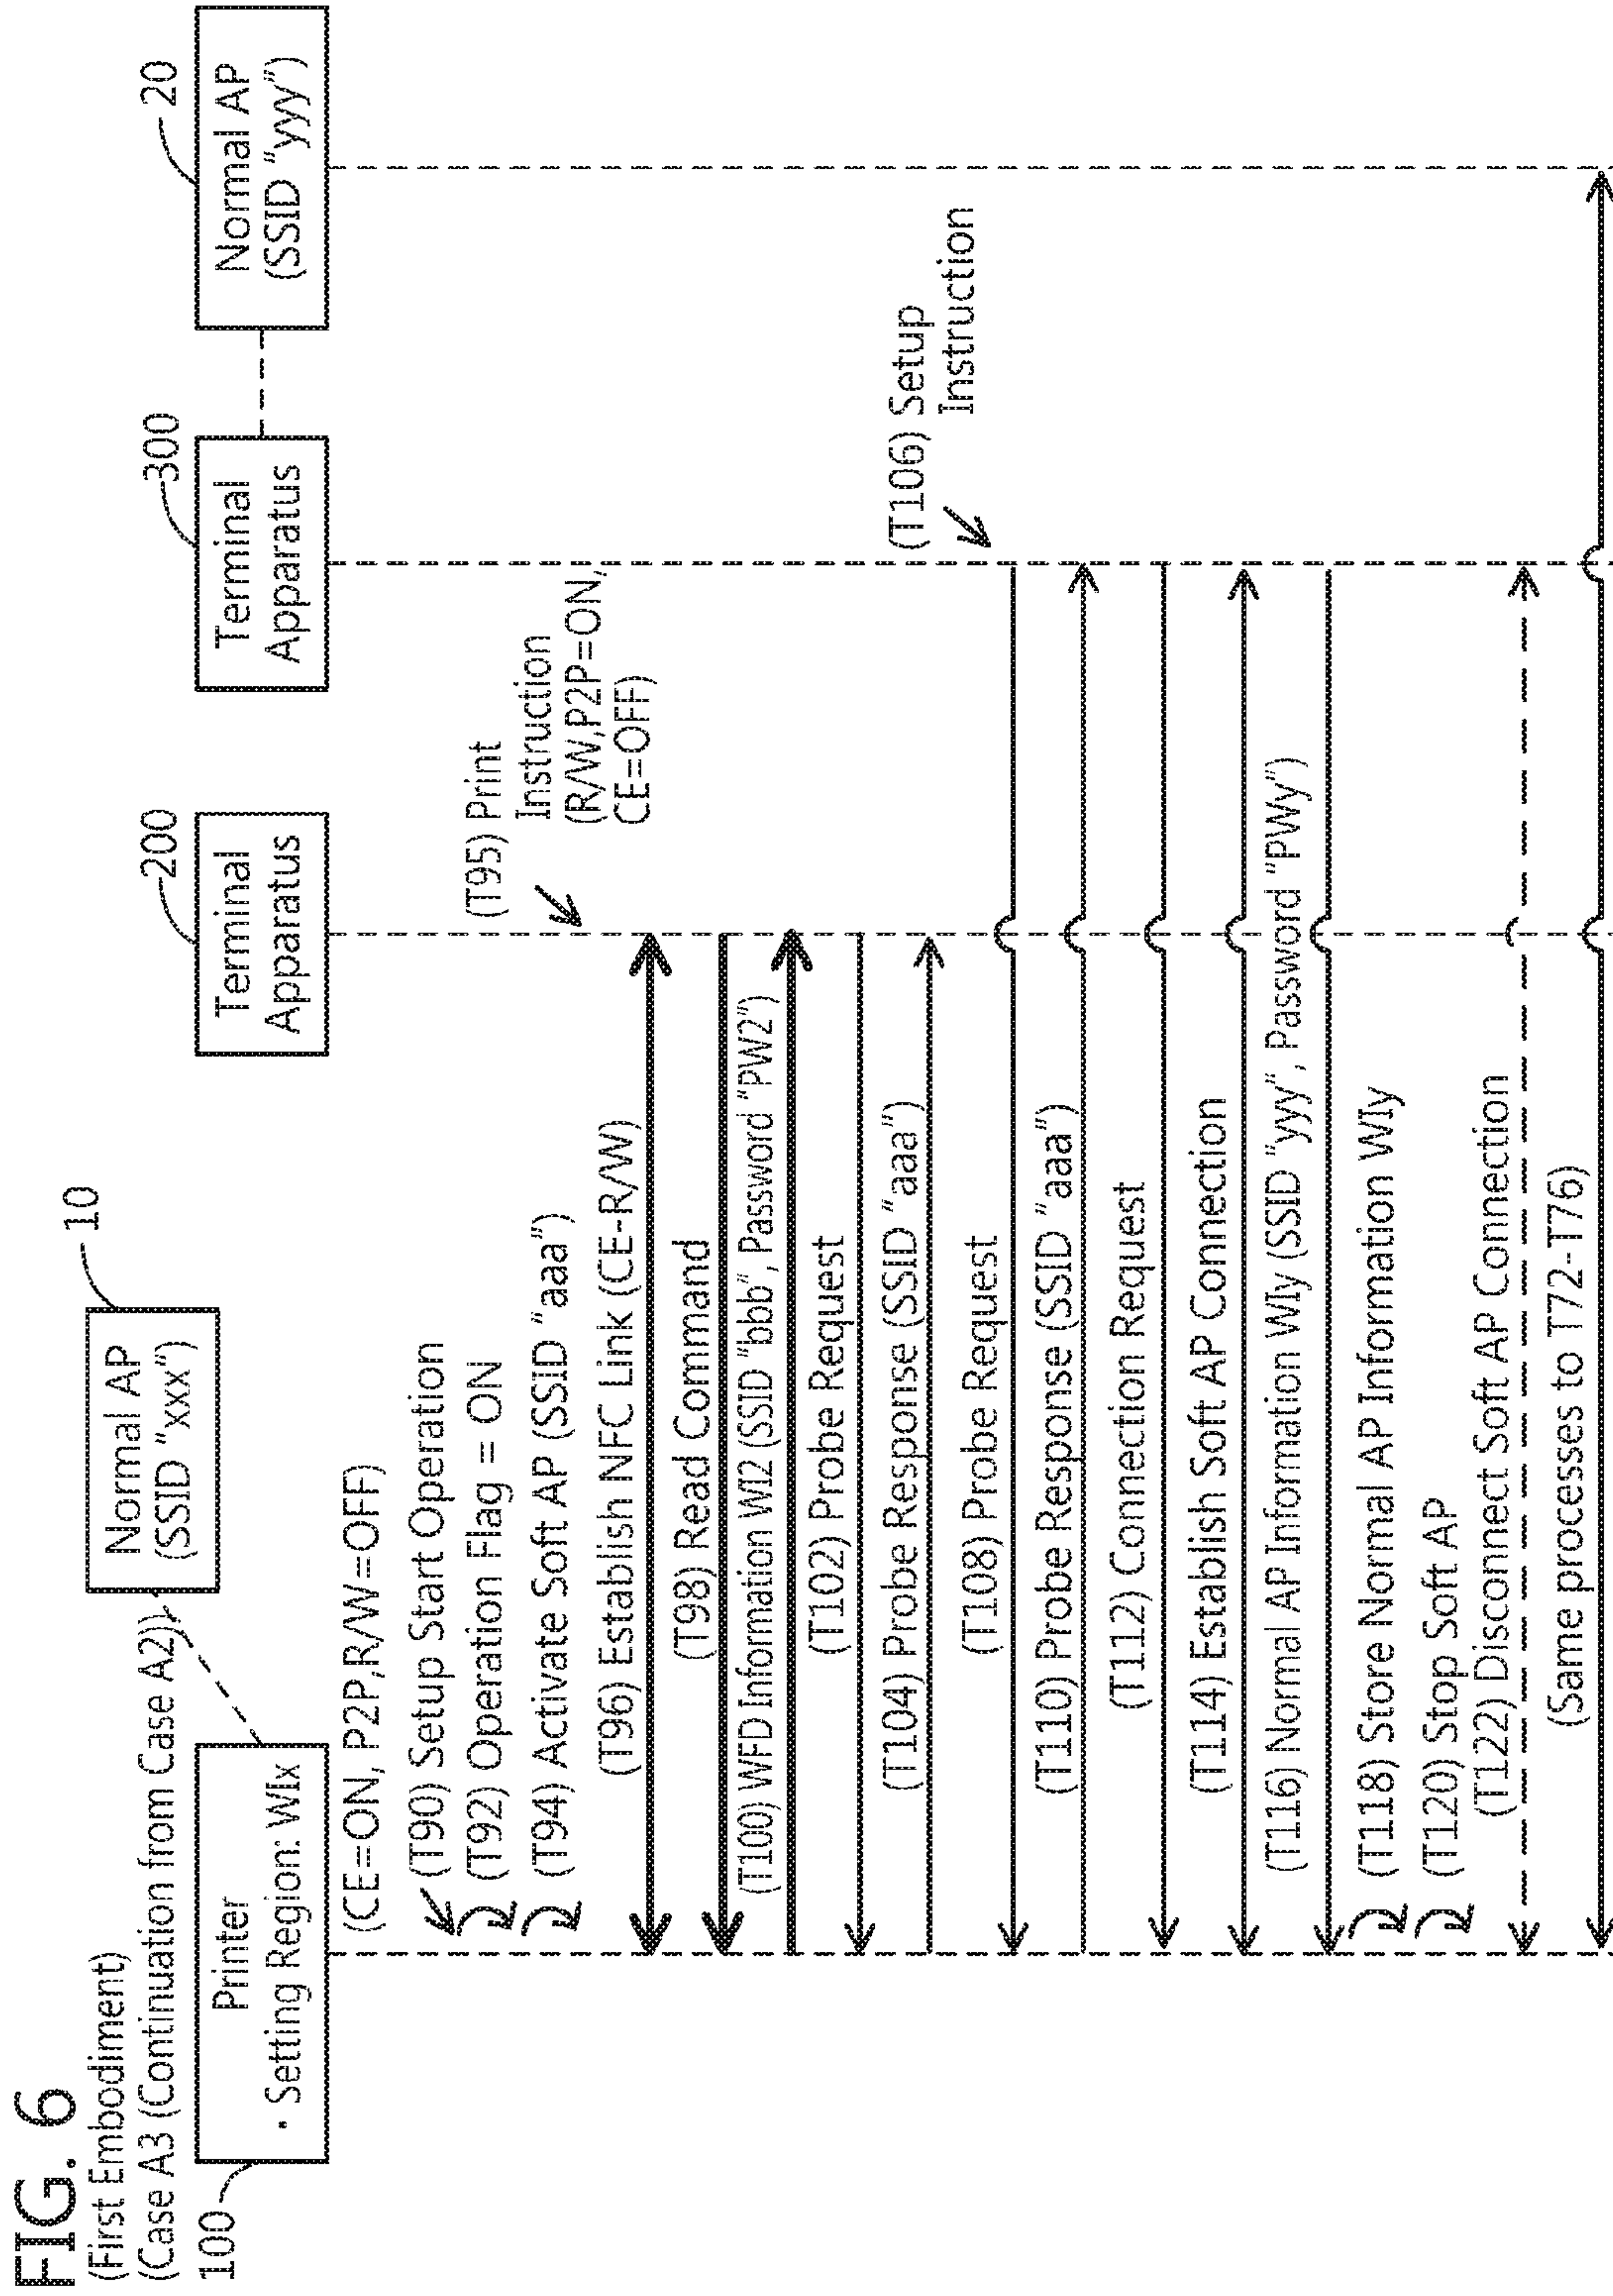 FIG. 6
(First Embodiment)
(Case A3 (Continuation from Case A2))
100
Printer
· Setting Region: WIx
10
Normal AP
(SSID “xxx”)
200
Terminal
Apparatus
300
Terminal
Apparatus
20
Normal AP
(SSID “yyy”)
(CE=ON, P2P,R/W=OFF)
(T90) Setup Start Operation
(T92) Operation Flag = ON
(T94) Activate Soft AP (SSID “aaa”)
(T95) Print
Instruction
(R/W,P2P=ON,
CE=OFF)
(T96) Establish NFC Link (CE-R/W)
(T98) Read Command
(T100) WFD Information WI2 (SSID “bbb”, Password “PW2”)
(T102) Probe Request
(T104) Probe Response (SSID “aaa”)
(T106) Setup
Instruction
(T108) Probe Request
(T110) Probe Response (SSID “aaa”)
(T112) Connection Request
(T114) Establish Soft AP Connection
(T116) Normal AP Information WIy (SSID “yyy”, Password “PWy”)
(T118) Store Normal AP Information WIy
(T120) Stop Soft AP
(T122) Disconnect Soft AP Connection
(Same processes to T72-T76)